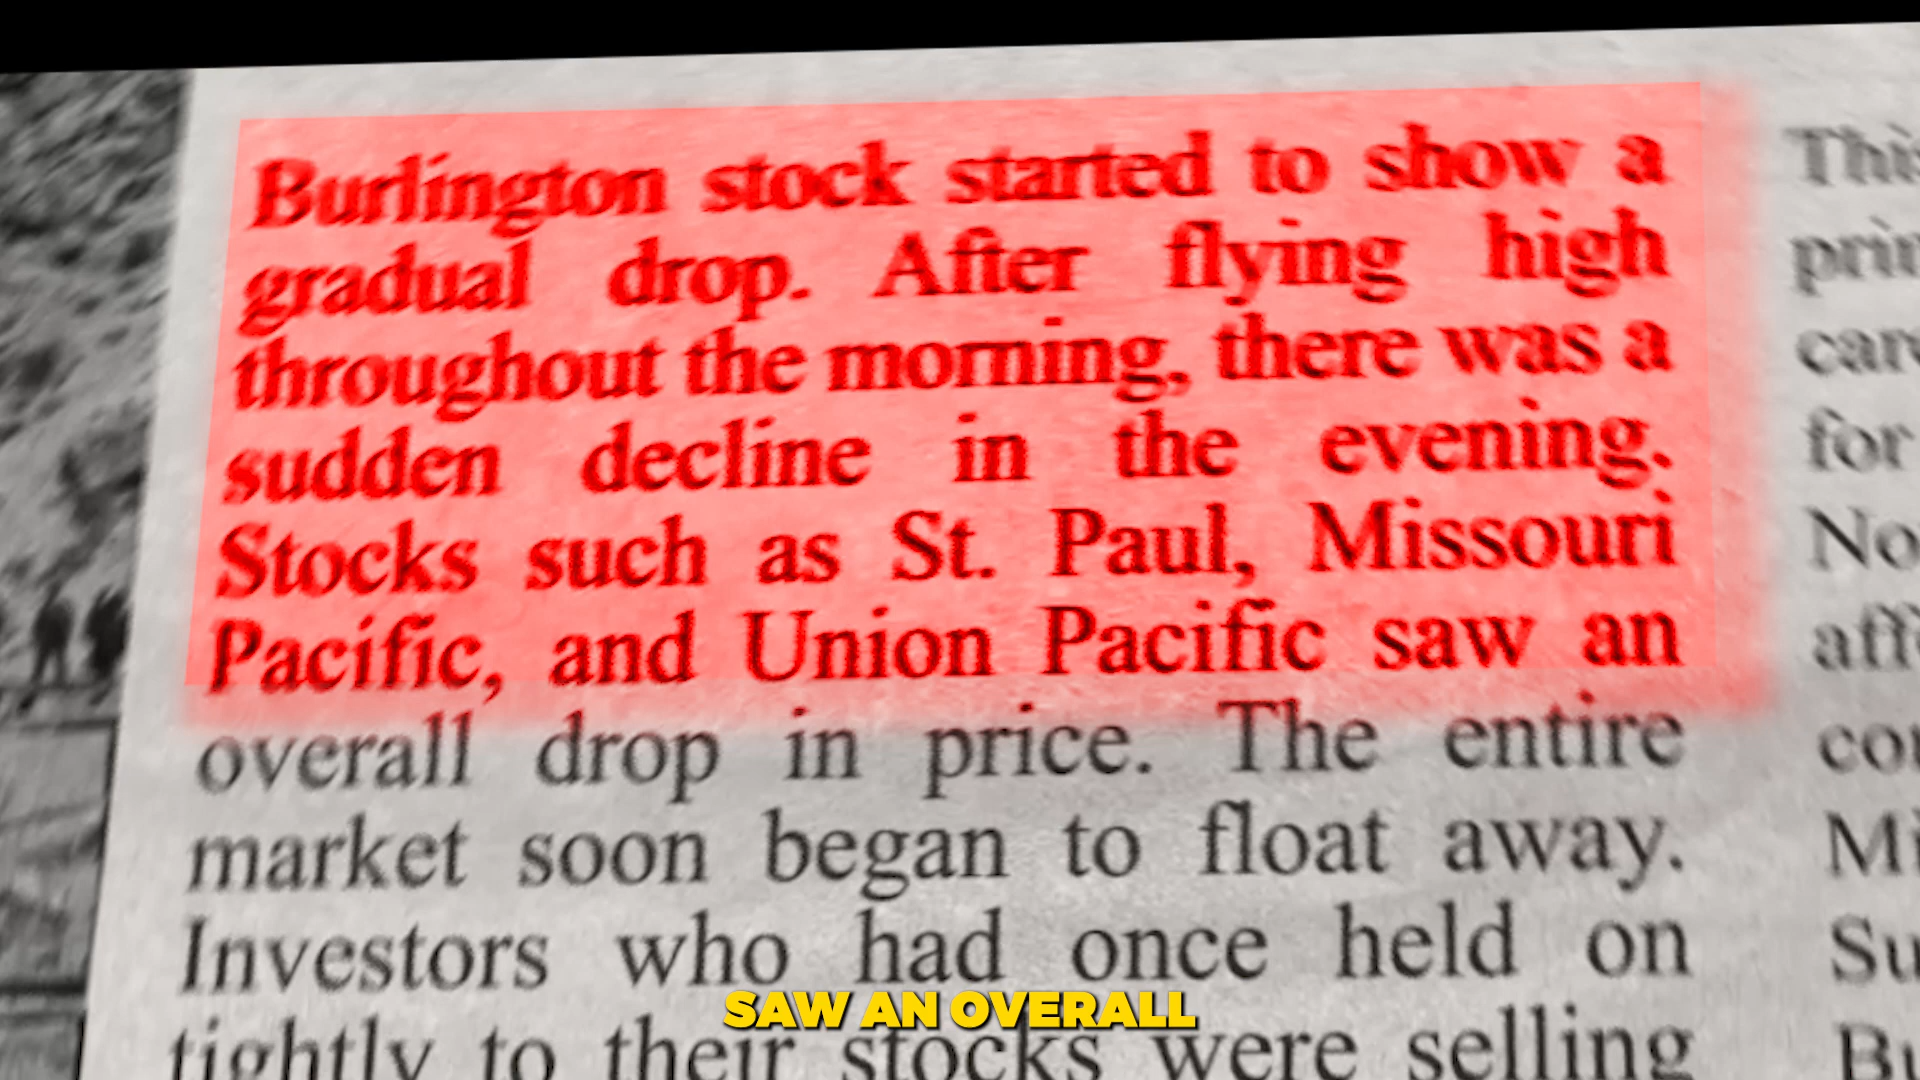 Burlington stock started to show a
gradual drop. After flying high
throughout the morning, there was a
sudden decline in the evening.
Stocks such as St. Paul, Missouri
Pacific, and Union Pacific saw an
overall drop in price. The entire
market soon began to float away.
Investors who had once held on
SAW AN OVERALL
tightly to their stocks were selling
for